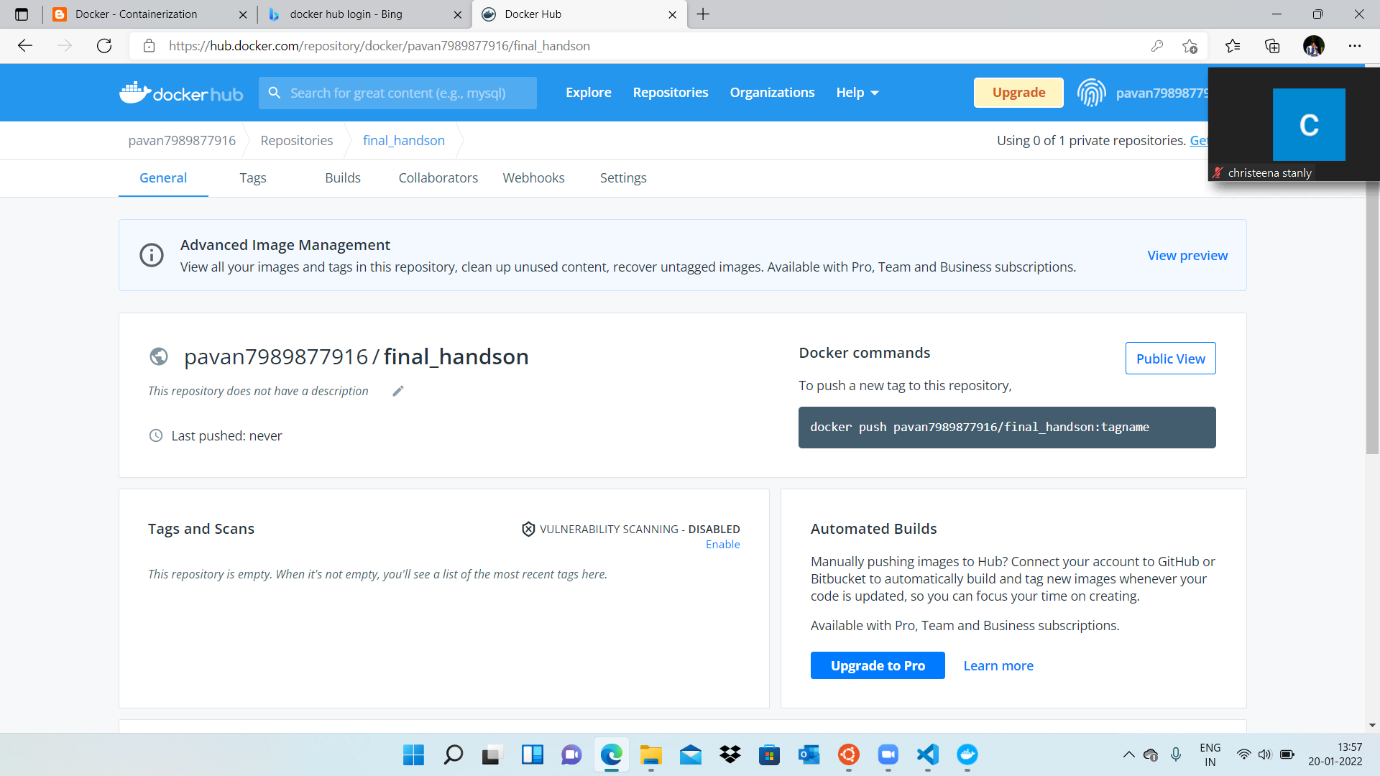 Docker - Containerization
docker hub login - Bing
Docker Hub
https://hub.docker.com/repository/docker/pavan7989877916/final_handson
docker hub
Search for great content (e.g., mysql)
Explore
Repositories
Organizations
Help
Upgrade
pavan79898779
pavan7989877916
Repositories
final_handson
Using 0 of 1 private repositories. Get
C
christeena stanly
General
Tags
Builds
Collaborators
Webhooks
Settings
Advanced Image Management
View all your images and tags in this repository, clean up unused content, recover untagged images. Available with Pro, Team and Business subscriptions.
View preview
pavan7989877916 / final_handson
This repository does not have a description
Last pushed: never
Docker commands
Public View
To push a new tag to this repository,
docker push pavan7989877916/final_handson:tagname
Tags and Scans
VULNERABILITY SCANNING - DISABLED
Enable
This repository is empty. When it's not empty, you'll see a list of the most recent tags here.
Automated Builds
Manually pushing images to Hub? Connect your account to GitHub or
Bitbucket to automatically build and tag new images whenever your
code is updated, so you can focus your time on creating.
Available with Pro, Team and Business subscriptions.
Upgrade to Pro
Learn more
ENG
IN
13:57
20-01-2022